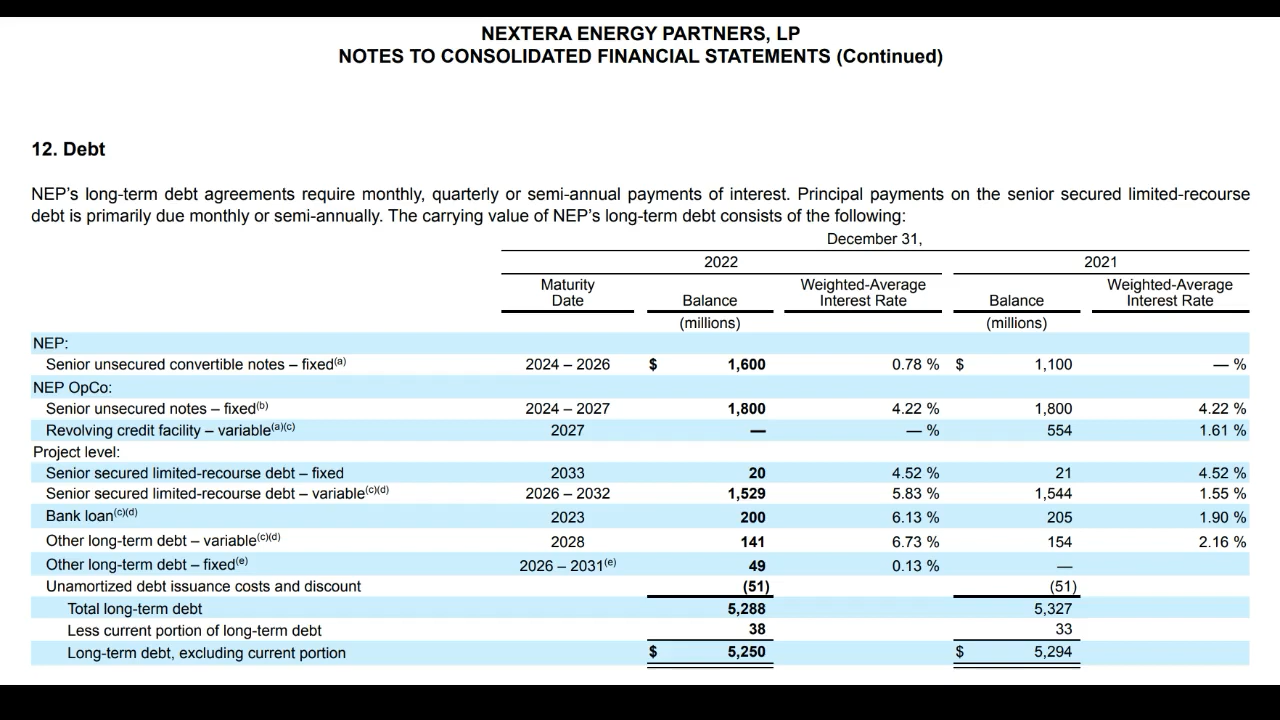 NEXTERA ENERGY PARTNERS, LP
NOTES TO CONSOLIDATED FINANCIAL STATEMENTS (Continued)
12. Debt
NEP's long-term debt agreements require monthly, quarterly or semi-annual payments of interest. Principal payments on the senior secured limited-recourse
debt is primarily due monthly or semi-annually. The carrying value of NEP's long-term debt consists of the following:
December 31,
2022 2021
Maturity Date Balance Weighted-Average Interest Rate Balance Weighted-Average Interest Rate
(millions) (millions)
NEP:
Senior unsecured convertible notes – fixed(a) 2024 – 2026 $ 1,600 0.78 % $ 1,100 — %
NEP OpCo:
Senior unsecured notes – fixed(b) 2024 – 2027 1,800 4.22 % 1,800 4.22 %
Revolving credit facility – variable(a)(c) 2027 — — % 554 1.61 %
Project level:
Senior secured limited-recourse debt – fixed 2033 20 4.52 % 21 4.52 %
Senior secured limited-recourse debt – variable(c)(d) 2026 – 2032 1,529 5.83 % 1,544 1.55 %
Bank loan(c)(d) 2023 200 6.13 % 205 1.90 %
Other long-term debt – variable(c)(d) 2028 141 6.73 % 154 2.16 %
Other long-term debt – fixed(e) 2026 – 2031(e) 49 0.13 % —
Unamortized debt issuance costs and discount (51) (51)
Total long-term debt 5,288 5,327
Less current portion of long-term debt 38 33
Long-term debt, excluding current portion $ 5,250 $ 5,294